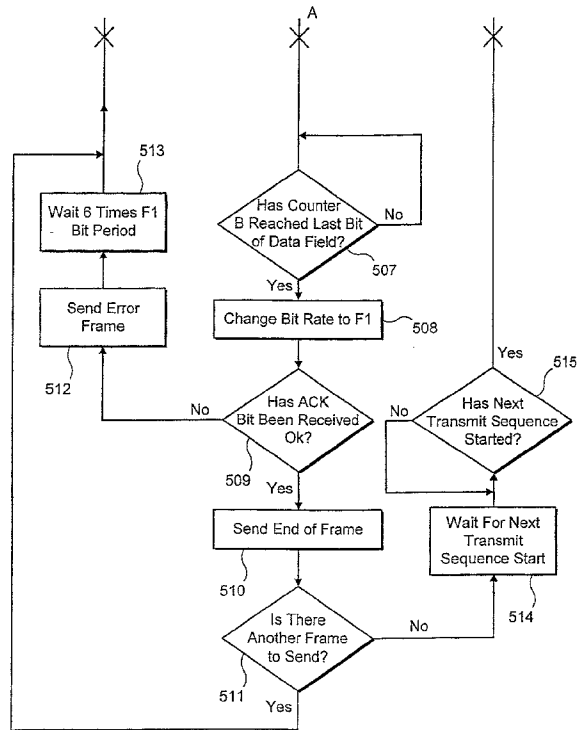 A
513
Wait 6 Times F1
Bit Period
Has Counter
B Reached Last Bit
of Data Field?
No
507
Yes
Send Error
Frame
512
Change Bit Rate to F1
508
Yes
515
No
Has ACK
Bit Been Received
Ok?
509
No
Has Next
Transmit Sequence
Started?
Yes
Send End of Frame
510
Wait For Next
Transmit
Sequence Start
514
Is There
Another Frame
to Send?
No
511
Yes